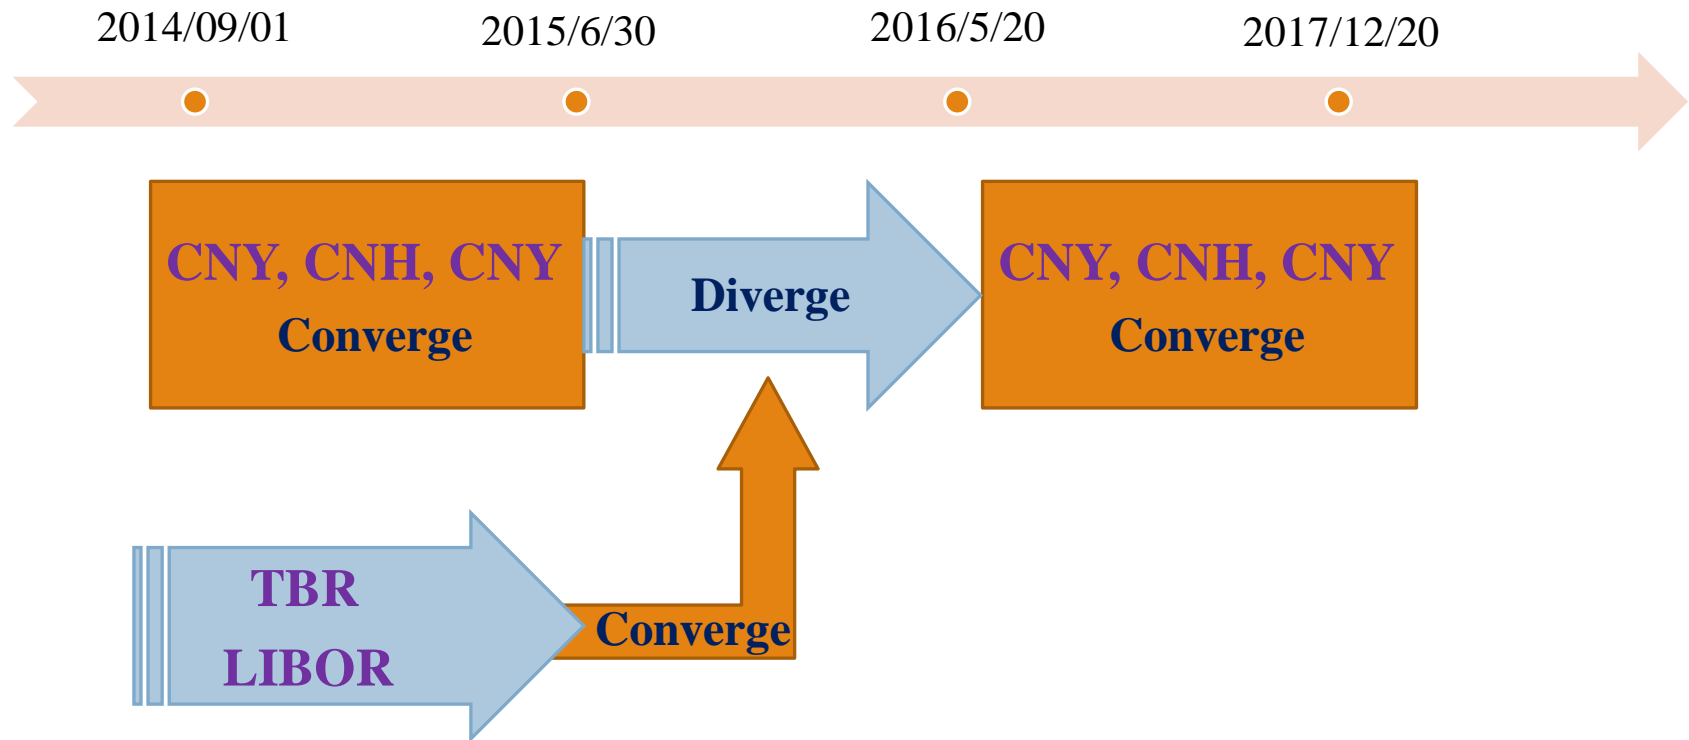 2014/09/01
2015/6/30
2016/5/20
2017/12/20
CNY, CNH, CNY
Converge
Diverge
CNY, CNH, CNY
Converge
TBR
LIBOR
Converge